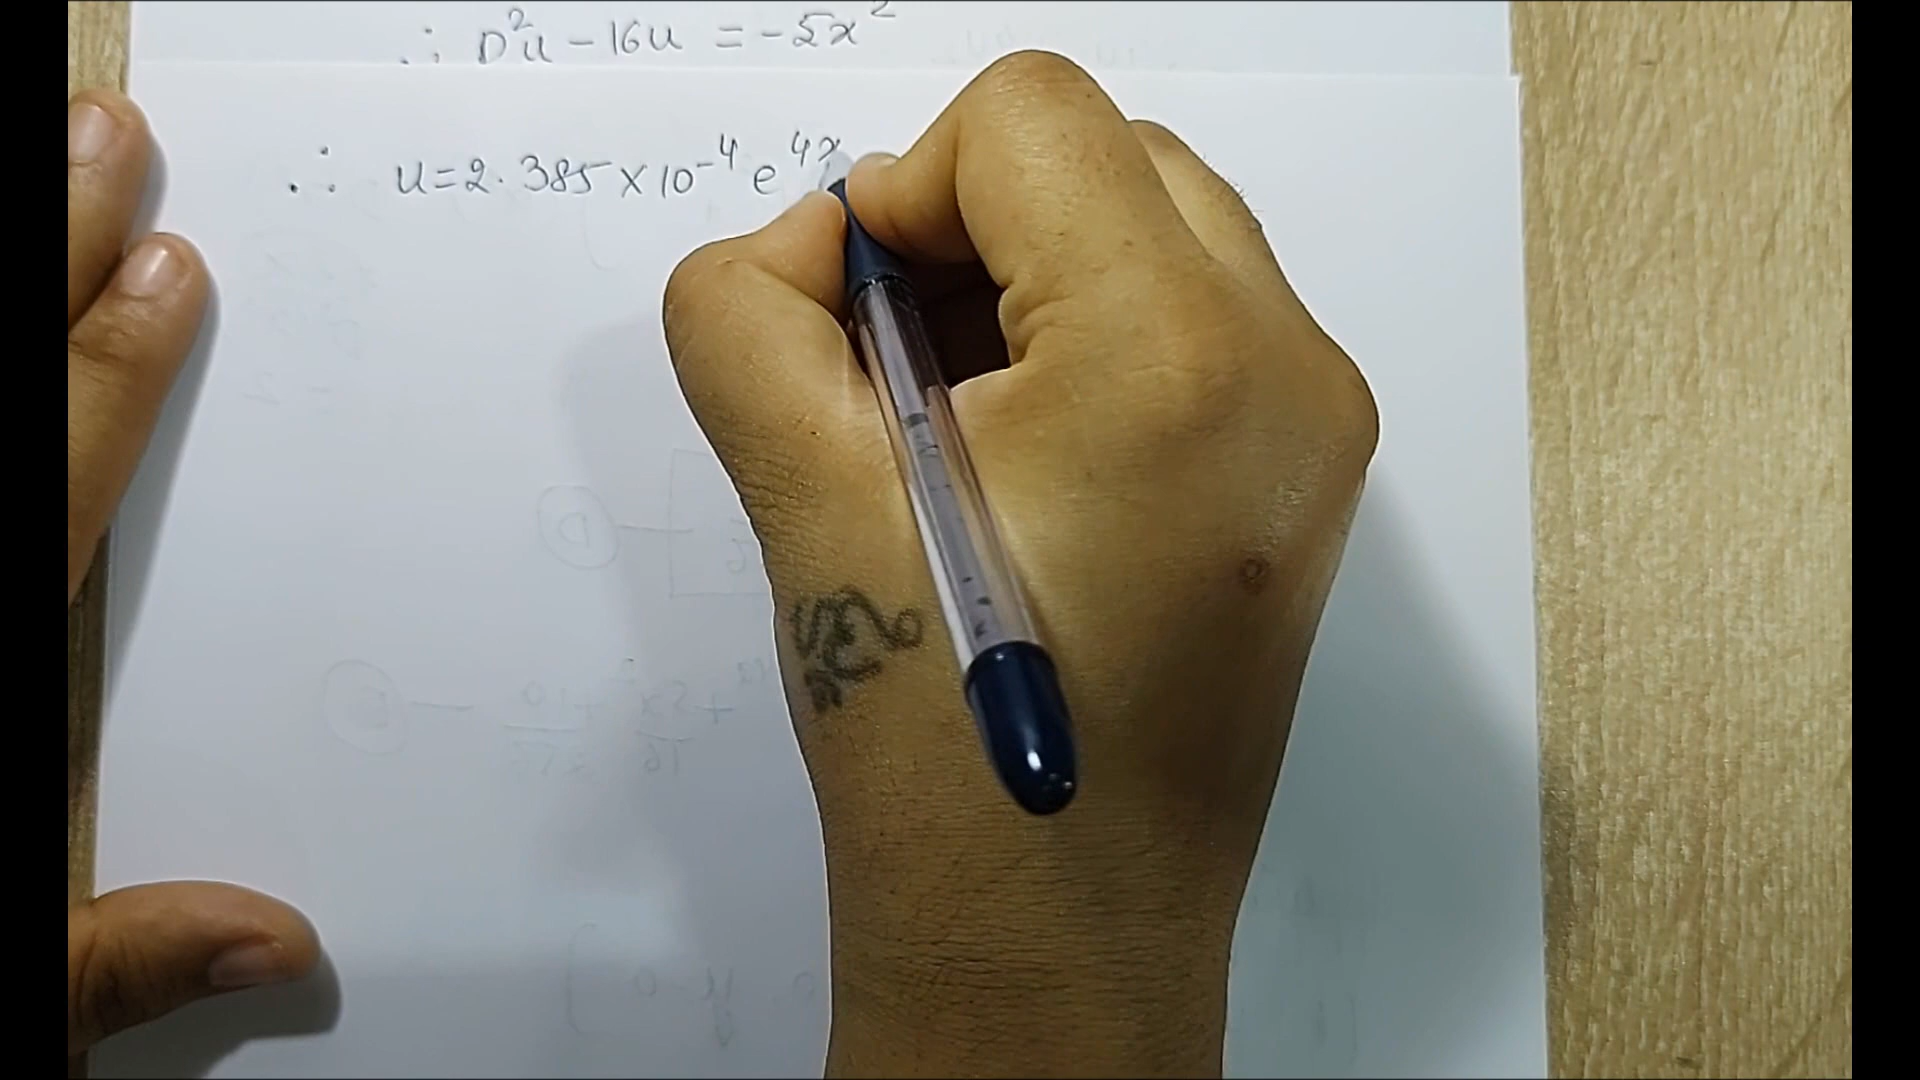 ∴ D²u - 16u = -5x²
∴ u = 2.385 × 10⁻⁴ e⁴ˣ